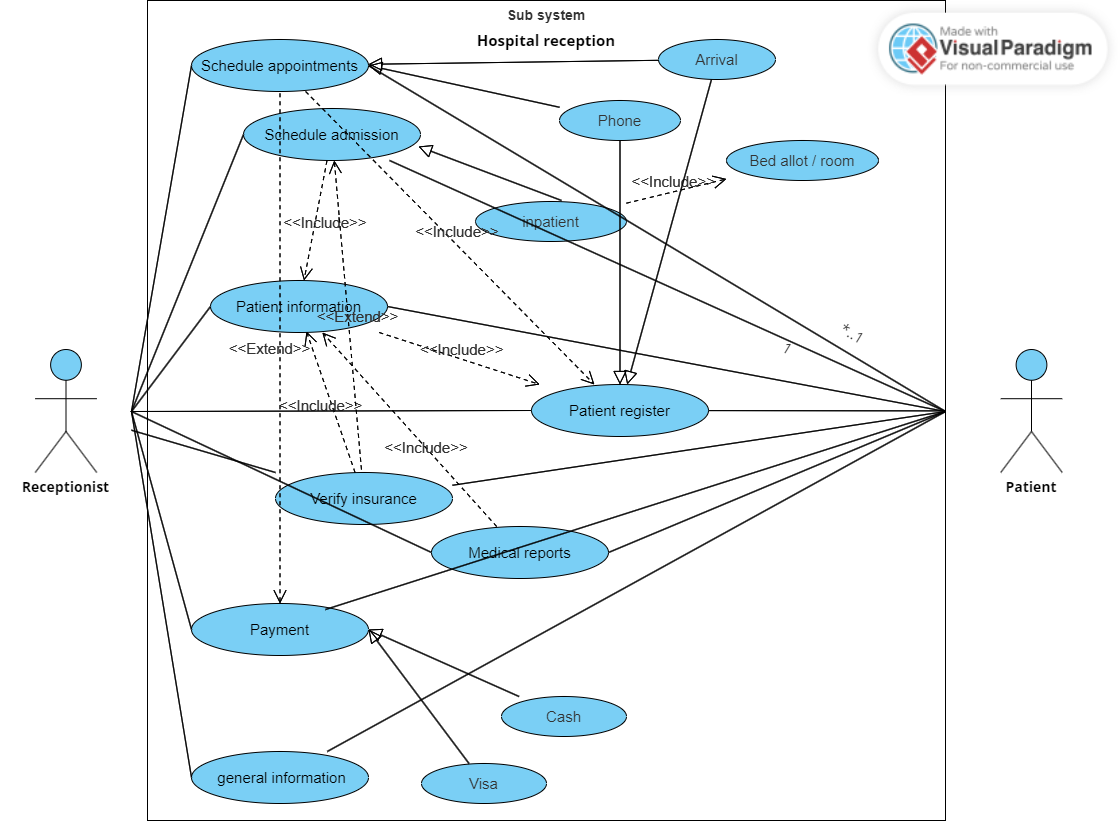 Sub system
Hospital reception
Made with
Visual Paradigm
For non-commercial use
Schedule appointments
Arrival
Phone
Schedule admission
Bed allot / room
<<Include>>
inpatient
<<Include>>
<<Include>>
Patient information
<<Extend>>
*..1
1
<<Extend>>
<<Include>>
<<Include>>
Patient register
<<Include>>
Receptionist
Patient
Verify insurance
Medical reports
Payment
Cash
general information
Visa